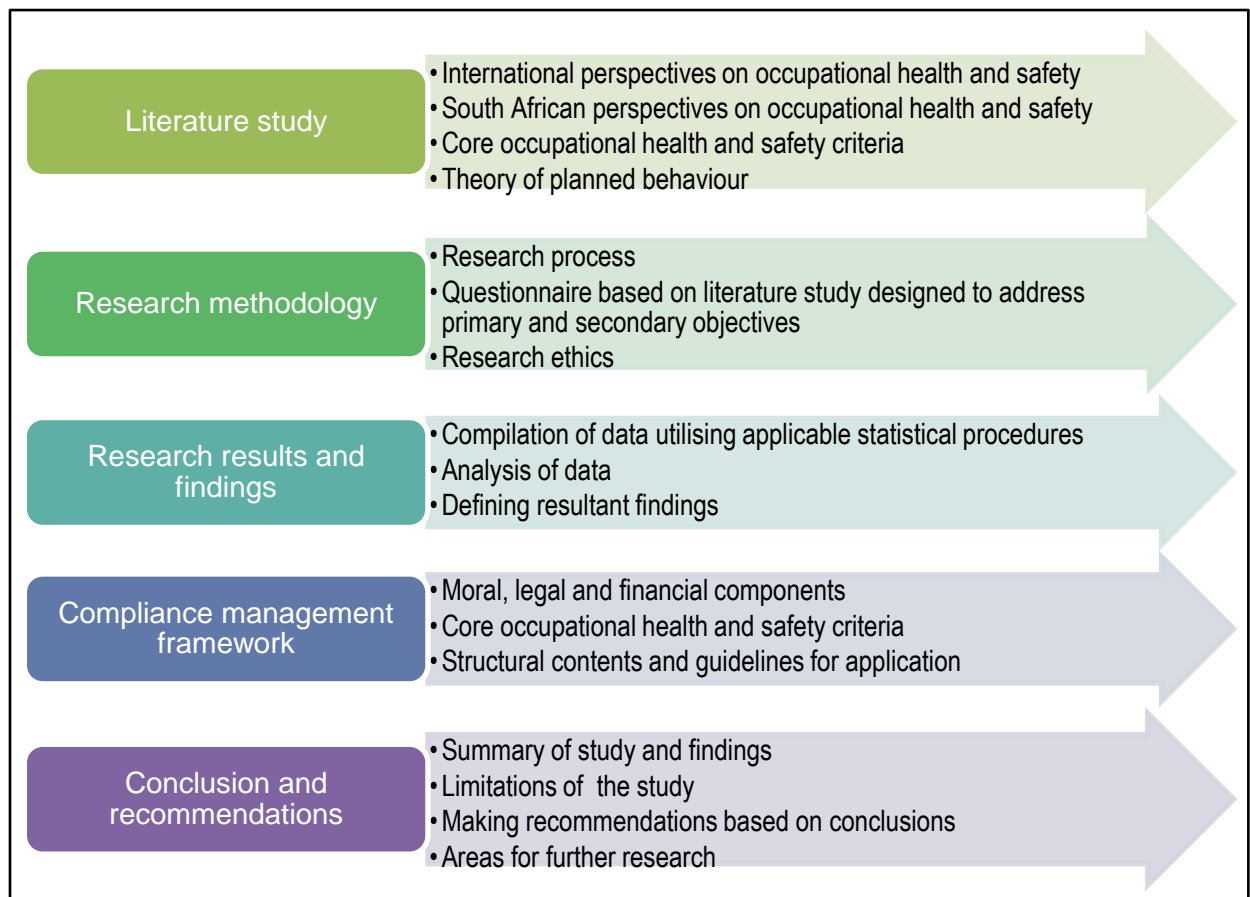 Literature study
• International perspectives on occupational health and safety
• South African perspectives on occupational health and safety
• Core occupational health and safety criteria
• Theory of planned behaviour
Research methodology
• Research process
• Questionnaire based on literature study designed to address
primary and secondary objectives
• Research ethics
Research results and
findings
• Compilation of data utilising applicable statistical procedures
• Analysis of data
• Defining resultant findings
Compliance management
framework
• Moral, legal and financial components
• Core occupational health and safety criteria
• Structural contents and guidelines for application
Conclusion and
recommendations
• Summary of study and findings
• Limitations of the study
• Making recommendations based on conclusions
• Areas for further research